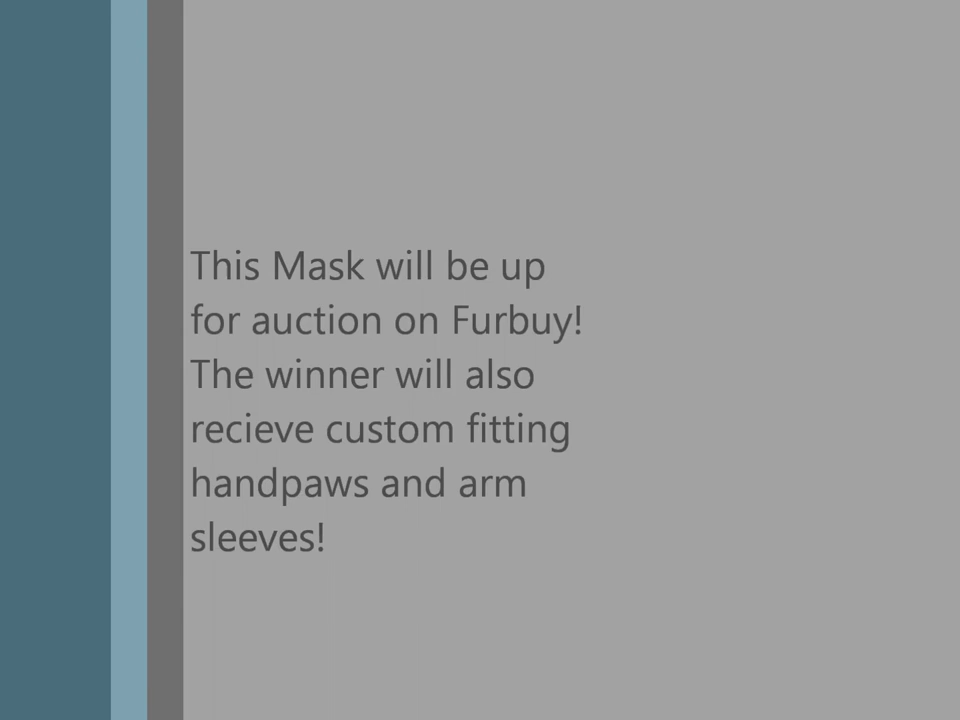 This Mask will be up
for auction on Furbuy!
The winner will also
recieve custom fitting
handpaws and arm
sleeves!